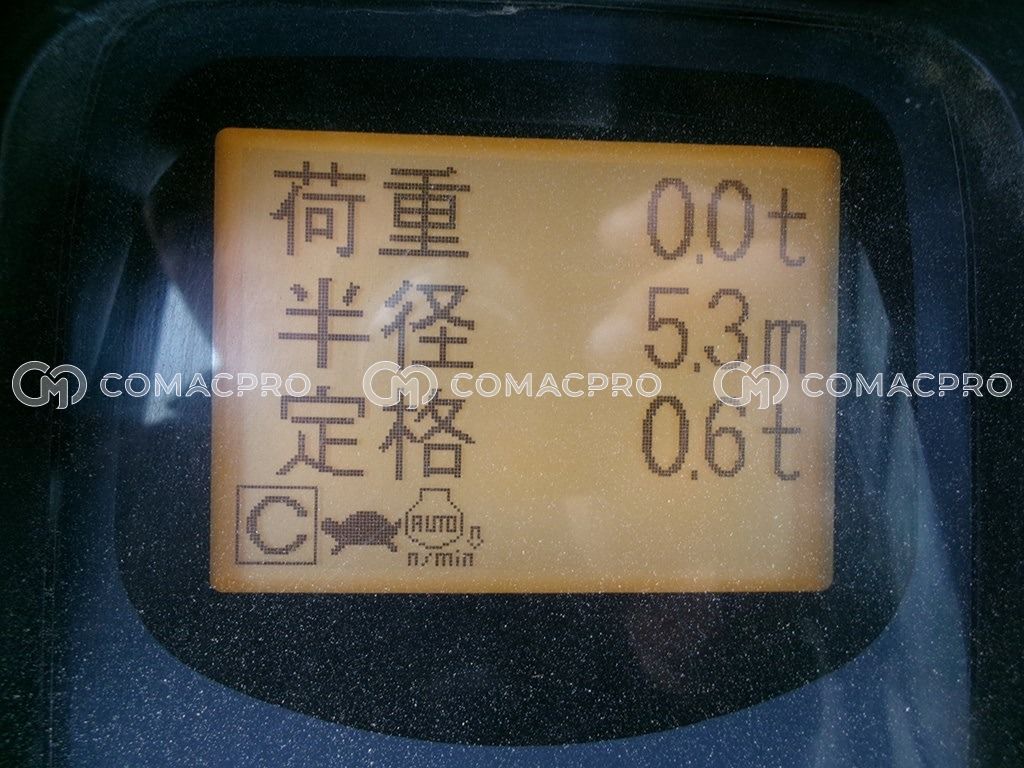 荷重 0.0t
半径 5.3m
COMACPRO COMACPRO COMACPRO
定格 0.6t
C AUTO
n/min